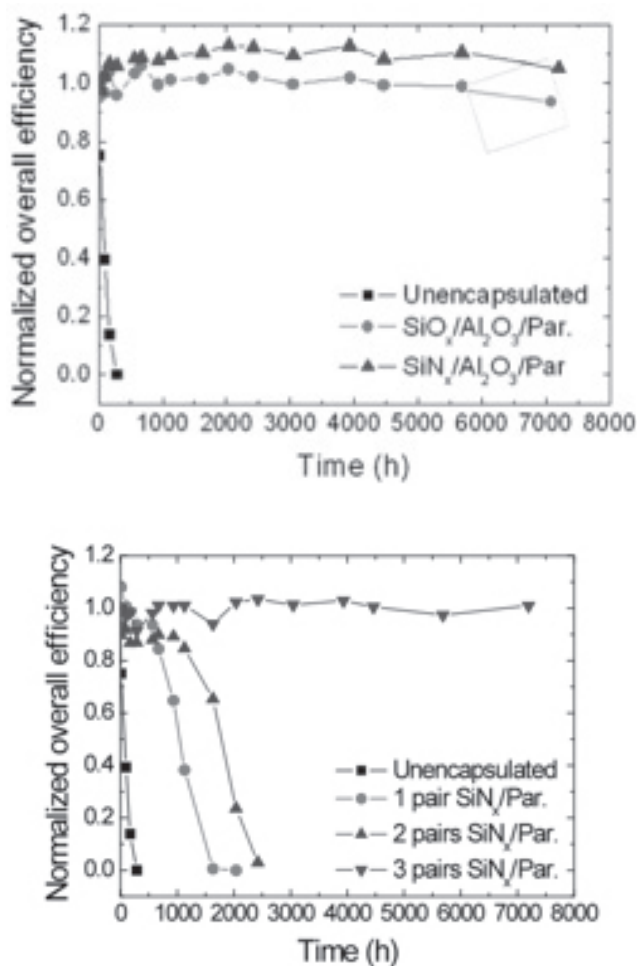 1.2
1.0
0.8
0.6
0.4
0.2
0.0
Normalized overall efficiency
Unencapsulated
SiOₓ/Al₂O₃/Par.
SiNₓ/Al₂O₃/Par
0 1000 2000 3000 4000 5000 6000 7000 8000
Time (h)
1.2
1.0
0.8
0.6
0.4
0.2
0.0
Normalized overall efficiency
Unencapsulated
1 pair SiNₓ/Par.
2 pairs SiNₓ/Par.
3 pairs SiNₓ/Par.
0 1000 2000 3000 4000 5000 6000 7000 8000
Time (h)